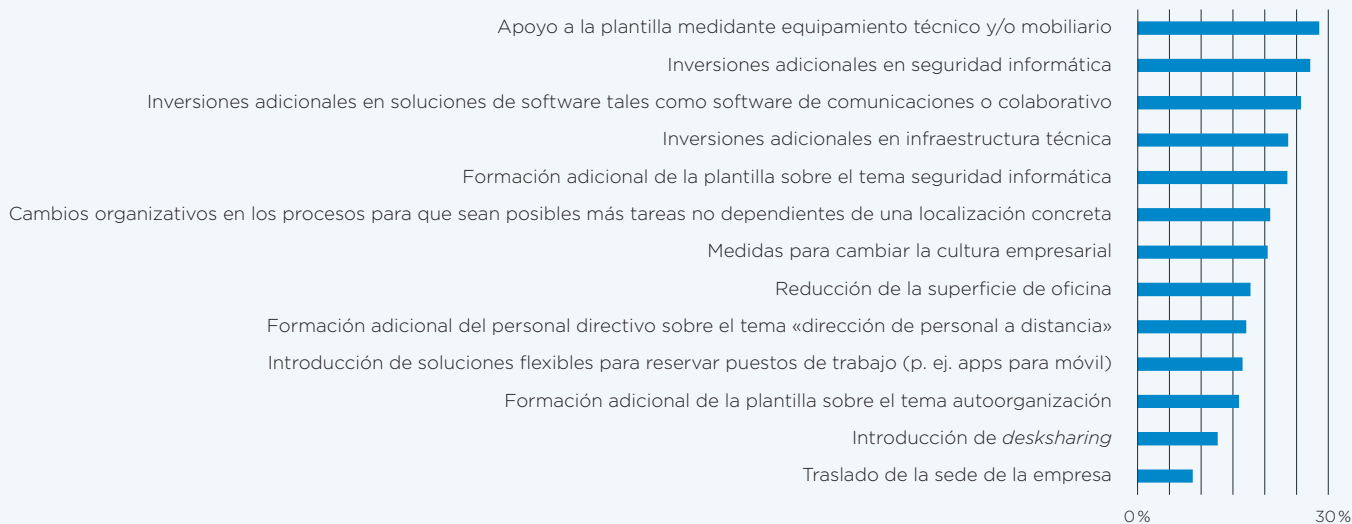 Apoyo a la plantilla medidante equipamiento técnico y/o mobiliario
Inversiones adicionales en seguridad informática
Inversiones adicionales en soluciones de software tales como software de comunicaciones o colaborativo
Inversiones adicionales en infraestructura técnica
Formación adicional de la plantilla sobre el tema seguridad informática
Cambios organizativos en los procesos para que sean posibles más tareas no dependientes de una localización concreta
Medidas para cambiar la cultura empresarial
Reducción de la superficie de oficina
Formación adicional del personal directivo sobre el tema «dirección de personal a distancia»
Introducción de soluciones flexibles para reservar puestos de trabajo (p. ej. apps para móvil)
Formación adicional de la plantilla sobre el tema autoorganización
Introducción de desksharing
Traslado de la sede de la empresa
0 % 30 %